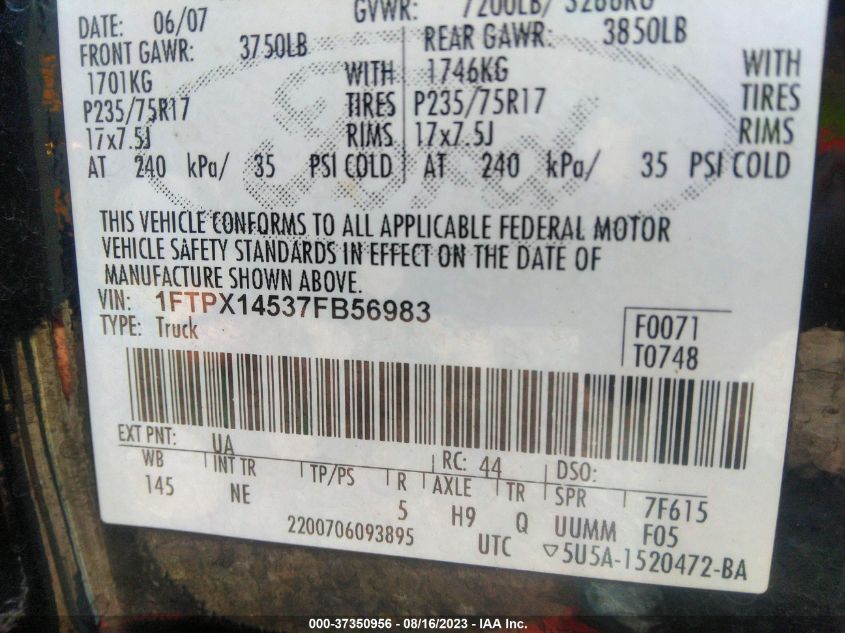 DATE: 06/07 GVWR: 7200LB/
FRONT GAWR: 3750LB REAR GAWR: 3850LB
1701KG WITH 1746KG WITH
P235/75R17 TIRES P235/75R17 TIRES
17x7.5J RIMS 17x7.5J RIMS
AT 240 kPa/ 35 PSI COLD AT 240 kPa/ 35 PSI COLD
Ford
THIS VEHICLE CONFORMS TO ALL APPLICABLE FEDERAL MOTOR
VEHICLE SAFETY STANDARDS IN EFFECT ON THE DATE OF
MANUFACTURE SHOWN ABOVE.
VIN: 1FTPX14537FB56983
TYPE: Truck
F0071
T0748
EXT PNT: UA RC: 44 DSO:
WB INT TR TP/PS R AXLE TR SPR 7F615
145 NE 5 H9 Q UUMM F05
2200706093895 UTC ▽5U5A-1520472-BA
000-37350956 - 08/16/2023 - IAAI.COM